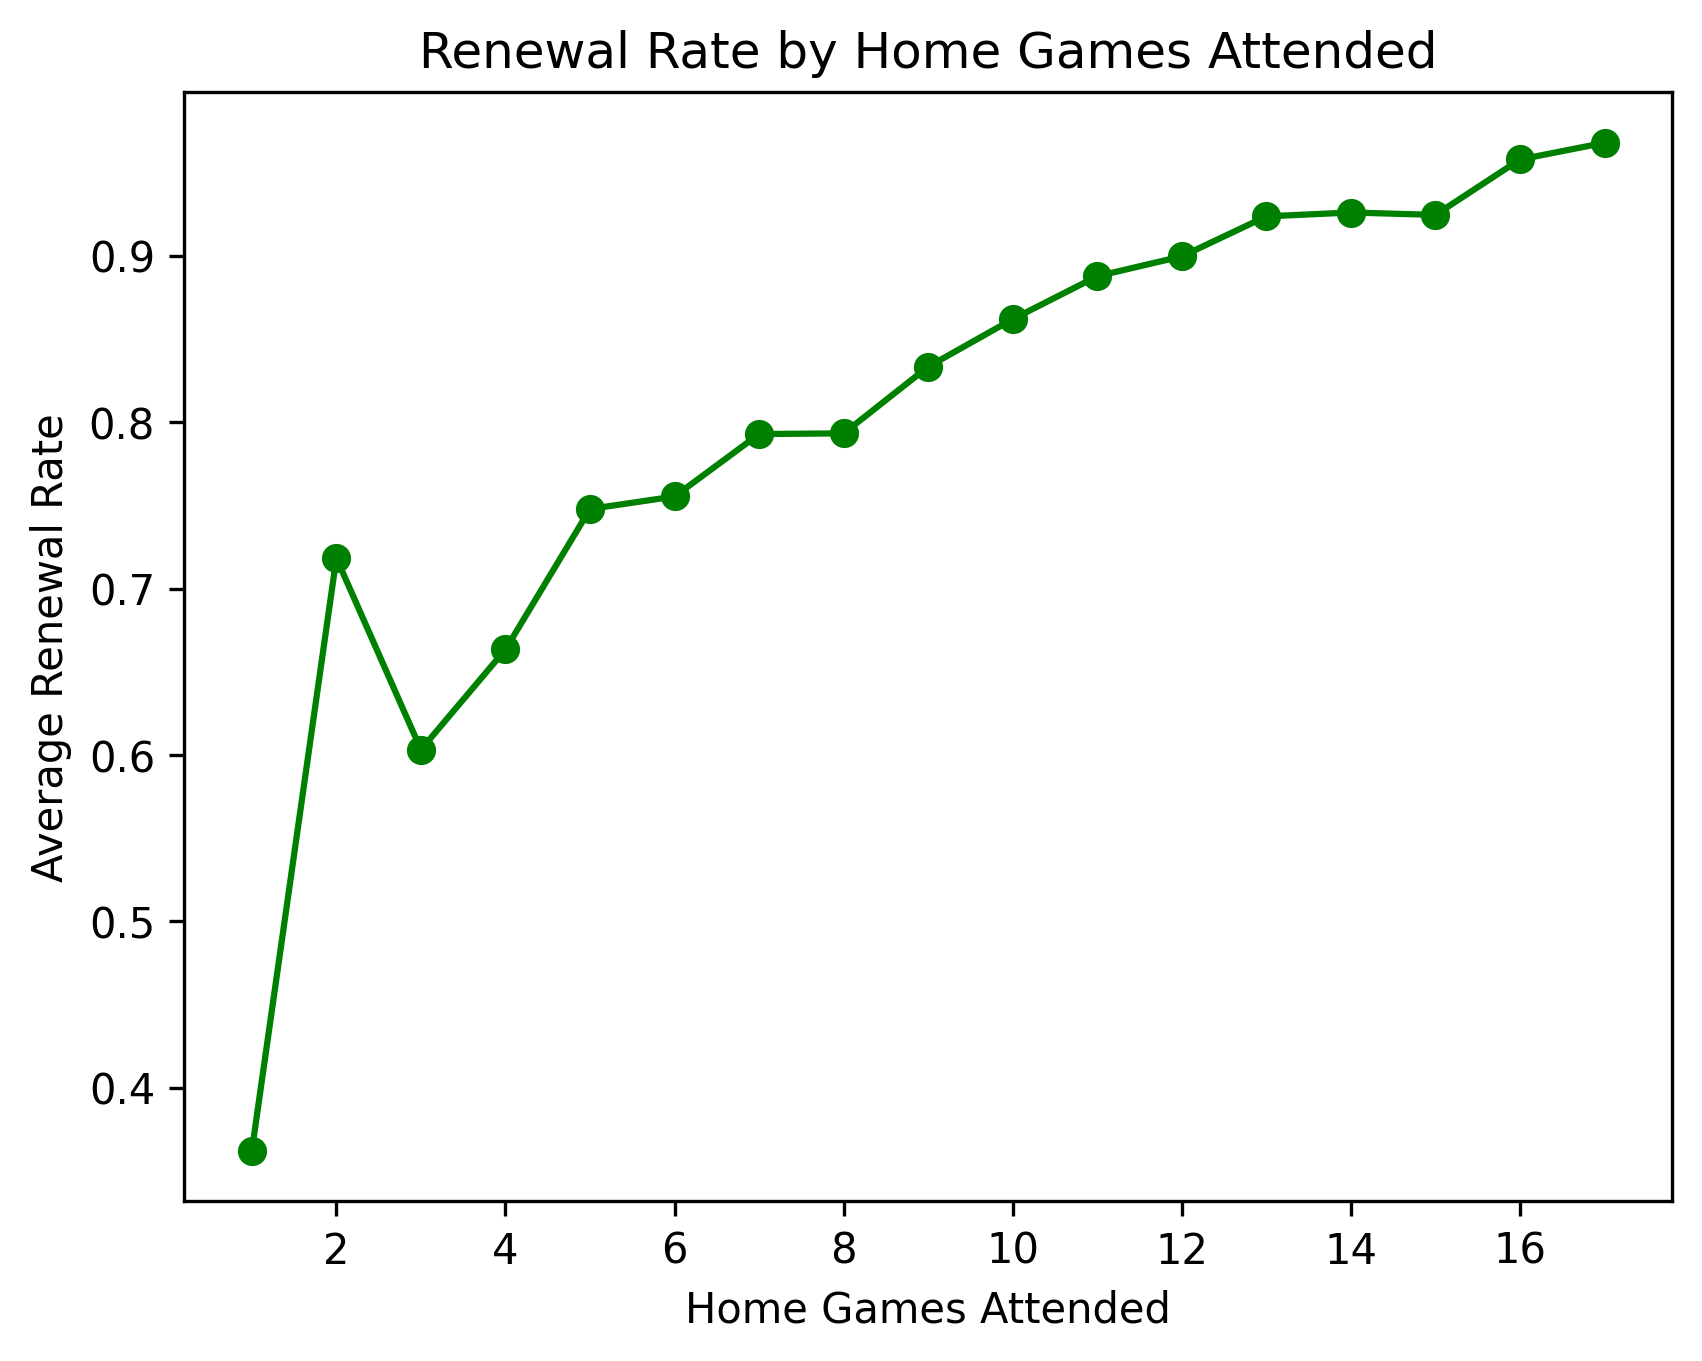 Renewal Rate by Home Games Attended
Average Renewal Rate
0.9
0.8
0.7
0.6
0.5
0.4
2 4 6 8 10 12 14 16
Home Games Attended